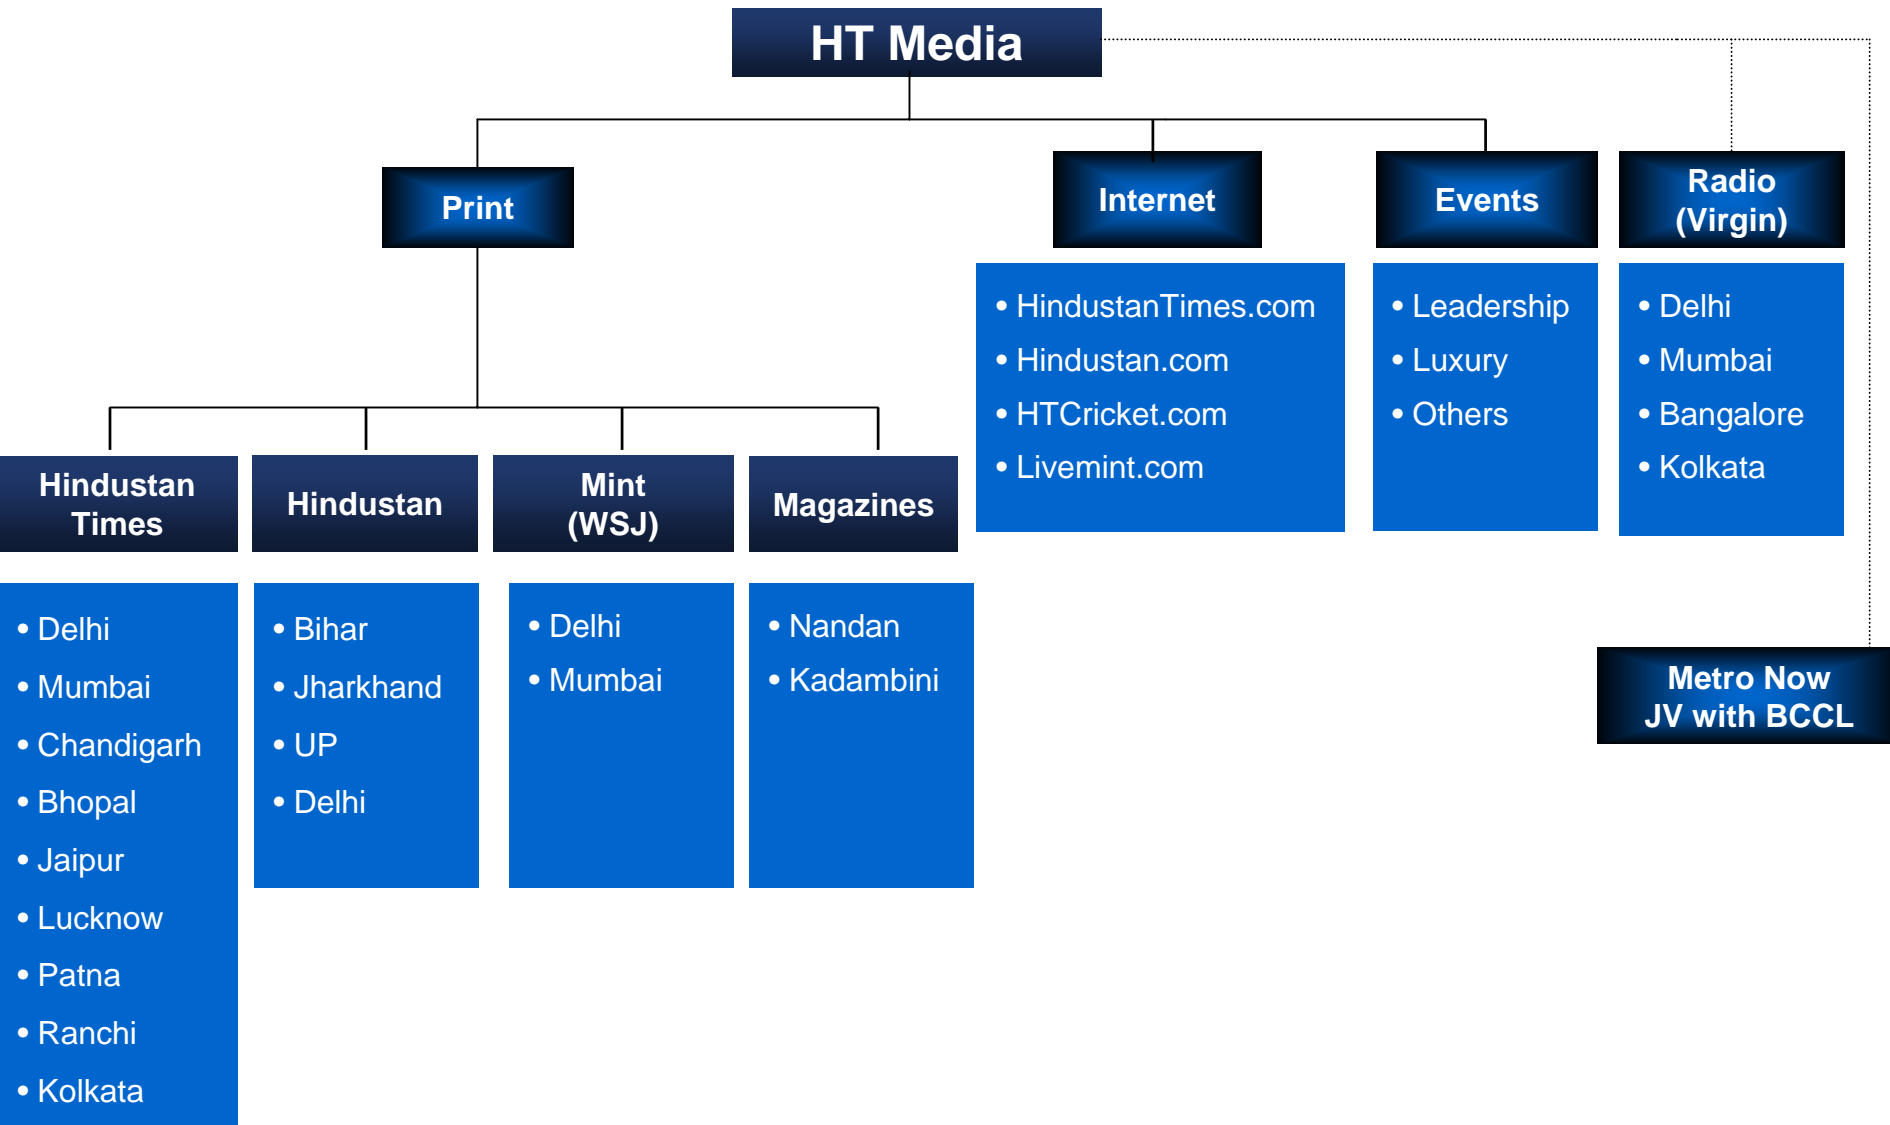 HT Media
Print
Internet
Events
Radio
(Virgin)
• HindustanTimes.com
• Hindustan.com
• HTCricket.com
• Livemint.com
• Leadership
• Luxury
• Others
• Delhi
• Mumbai
• Bangalore
• Kolkata
Hindustan
Times
Hindustan
Mint
(WSJ)
Magazines
• Delhi
• Mumbai
• Chandigarh
• Bhopal
• Jaipur
• Lucknow
• Patna
• Ranchi
• Kolkata
• Bihar
• Jharkhand
• UP
• Delhi
• Delhi
• Mumbai
• Nandan
• Kadambini
Metro Now
JV with BCCL